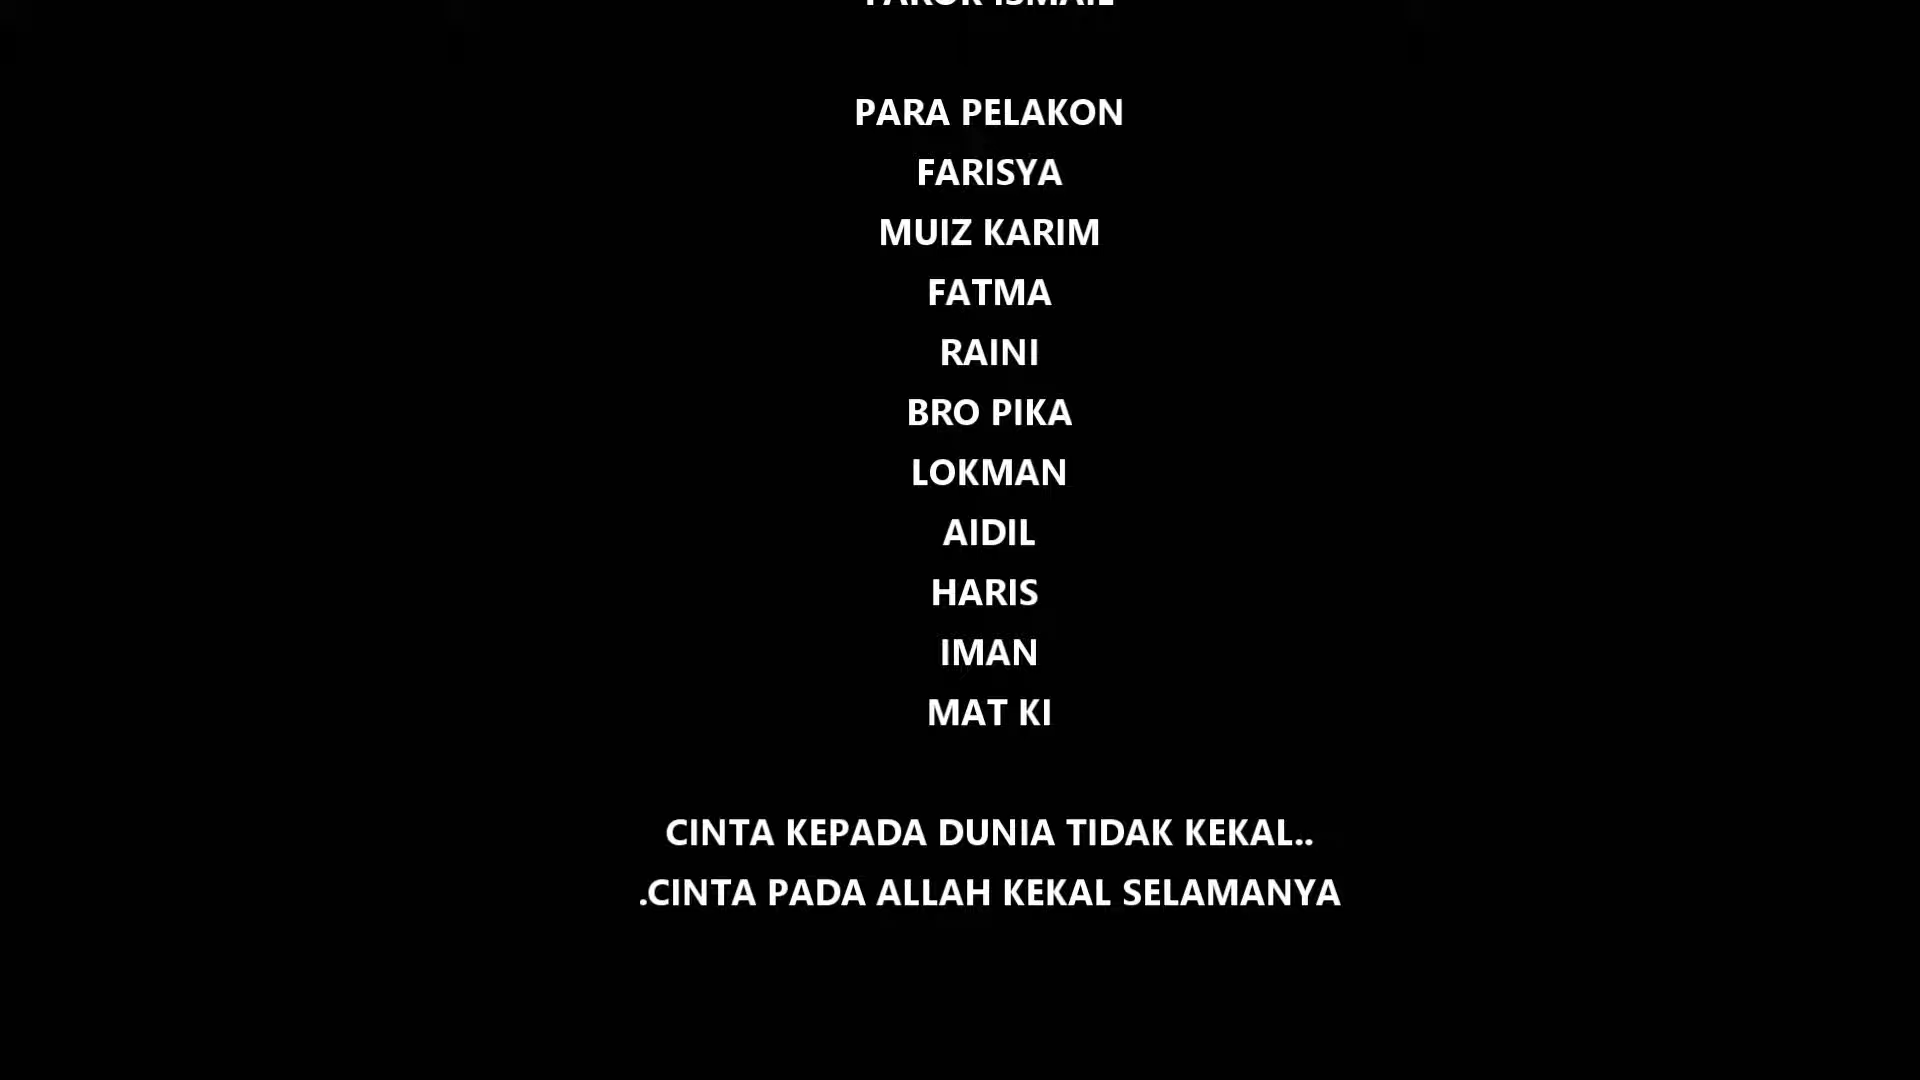 PARA PELAKON
FARISYA
MUIZ KARIM
FATMA
RAINI
BRO PIKA
LOKMAN
AIDIL
HARIS
IMAN
MAT KI
CINTA KEPADA DUNIA TIDAK KEKAL..
.CINTA PADA ALLAH KEKAL SELAMANYA